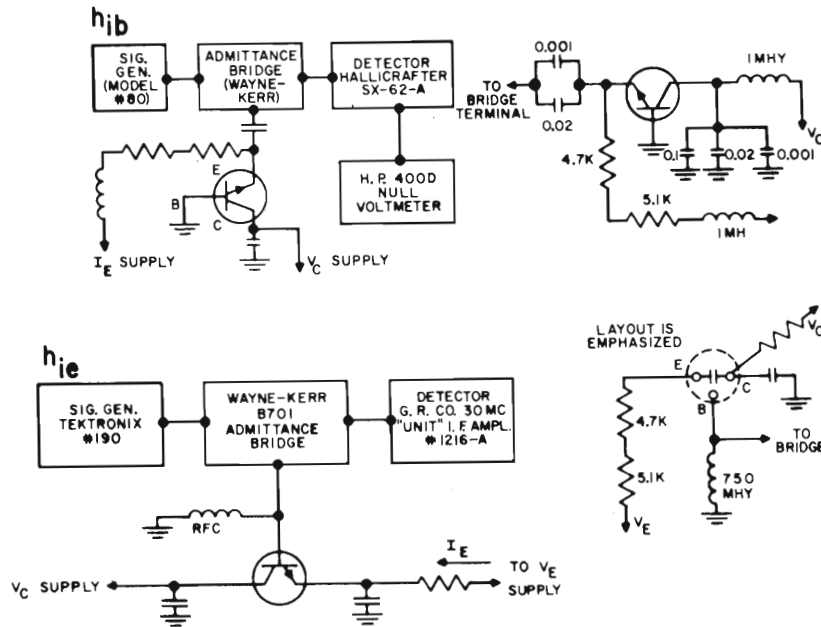 hib
SIG.
GEN.
(MODEL
#80)
ADMITTANCE
BRIDGE
(WAYNE-
KERR)
DETECTOR
HALLICRAFTER
SX-62-A
H.P. 400D
NULL
VOLTMETER
E
B
C
IE SUPPLY
VC SUPPLY
0.001
TO
BRIDGE
TERMINAL
0.02
1MHY
VC
4.7K
0.1
0.02
0.001
5.1K
1MH
hie
SIG. GEN.
TEKTRONIX
#190
WAYNE-KERR
B701
ADMITTANCE
BRIDGE
DETECTOR
G. R. CO. 30MC
"UNIT" I. F. AMPL.
#1216-A
RFC
VC SUPPLY
IE
TO VE
SUPPLY
LAYOUT IS
EMPHASIZED
VC
E
C
B
4.7K
TO
BRIDGE
5.1K
750
MHY
VE